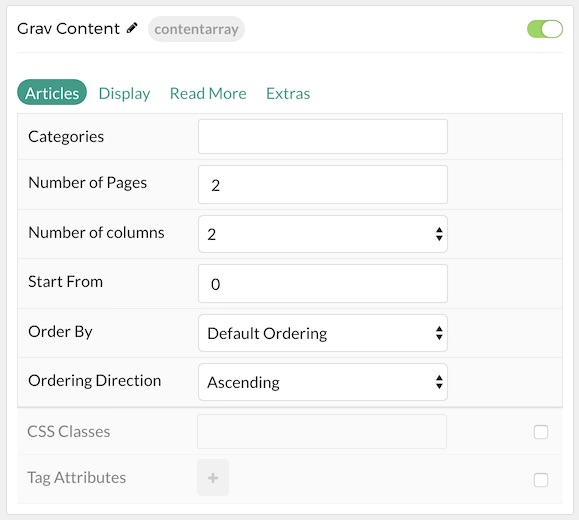 Grav Content contentarray
Articles Display Read More Extras
Categories
Number of Pages 2
Number of columns 2
Start From 0
Order By Default Ordering
Ordering Direction Ascending
CSS Classes
Tag Attributes +